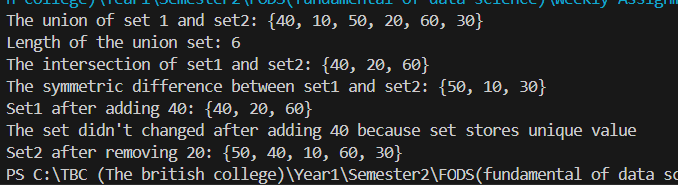 The union of set 1 and set2: {40, 10, 50, 20, 60, 30}
Length of the union set: 6
The intersection of set1 and set2: {40, 20, 60}
The symmetric difference between set1 and set2: {50, 10, 30}
Set1 after adding 40: {40, 20, 60}
The set didn't changed after adding 40 because set stores unique value
Set2 after removing 20: {50, 40, 10, 60, 30}
PS C:\TBC (The british college)\Year1\Semester2\FODS(fundamental of data sc